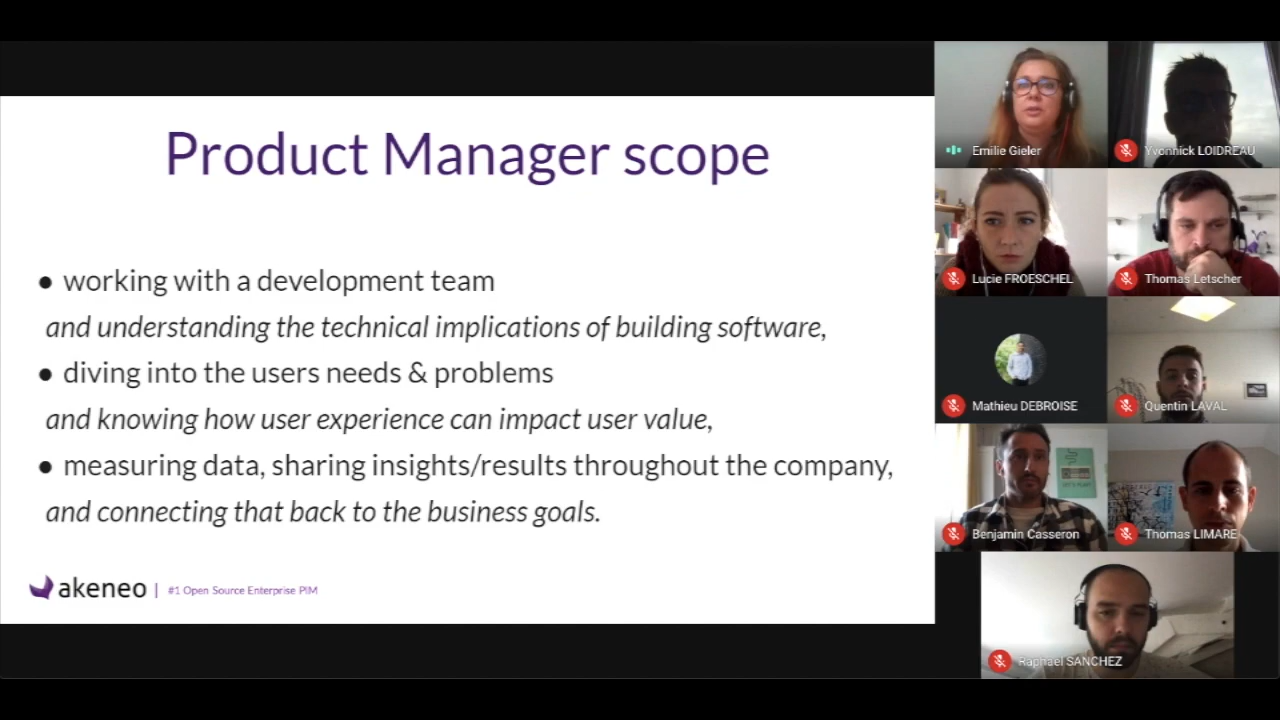 Product Manager scope
● working with a development team
and understanding the technical implications of building software,
● diving into the users needs & problems
and knowing how user experience can impact user value,
● measuring data, sharing insights/results throughout the company,
and connecting that back to the business goals.
akeneo | #1 Open Source Enterprise PIM
Emilie Gieler
Yvonnick LOIDREAU
Lucie FROESCHEL
Thomas Letscher
Mathieu DEBROISE
Quentin LAVAL
Benjamin Casseron
Thomas LIMARE
Raphael SANCHEZ